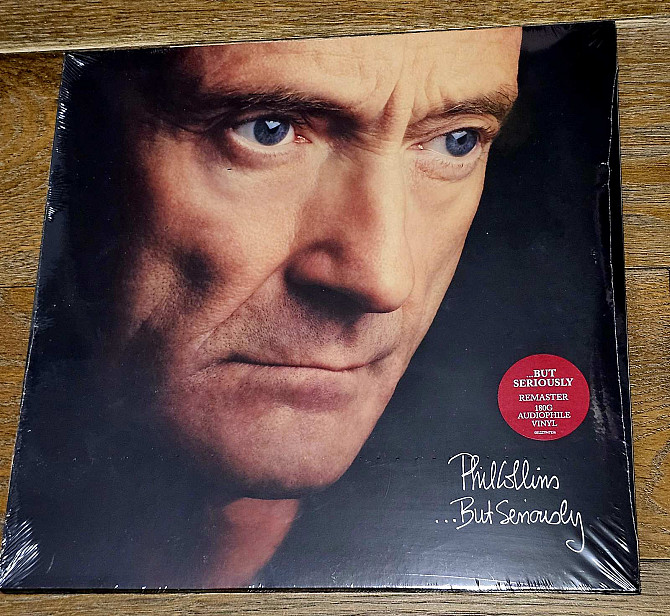 ...BUT
SERIOUSLY
REMASTER
180G
AUDIOPHILE
VINYL
Phil Collins
...But Seriously